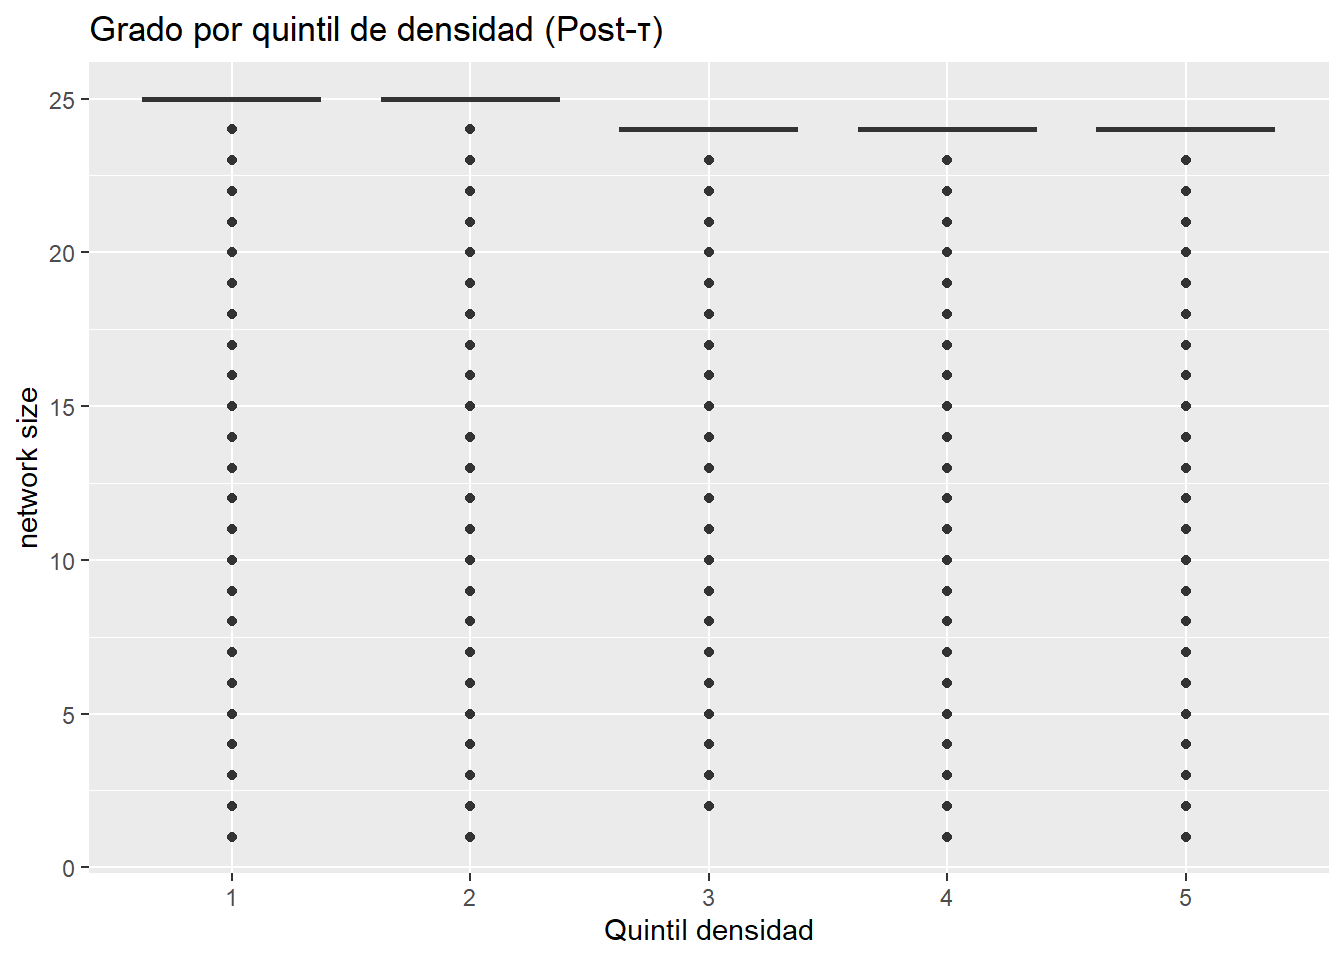 Grado por quintil de densidad (Post-τ)
25
20
15
10
5
0
network size
1 2 3 4 5
Quintil densidad